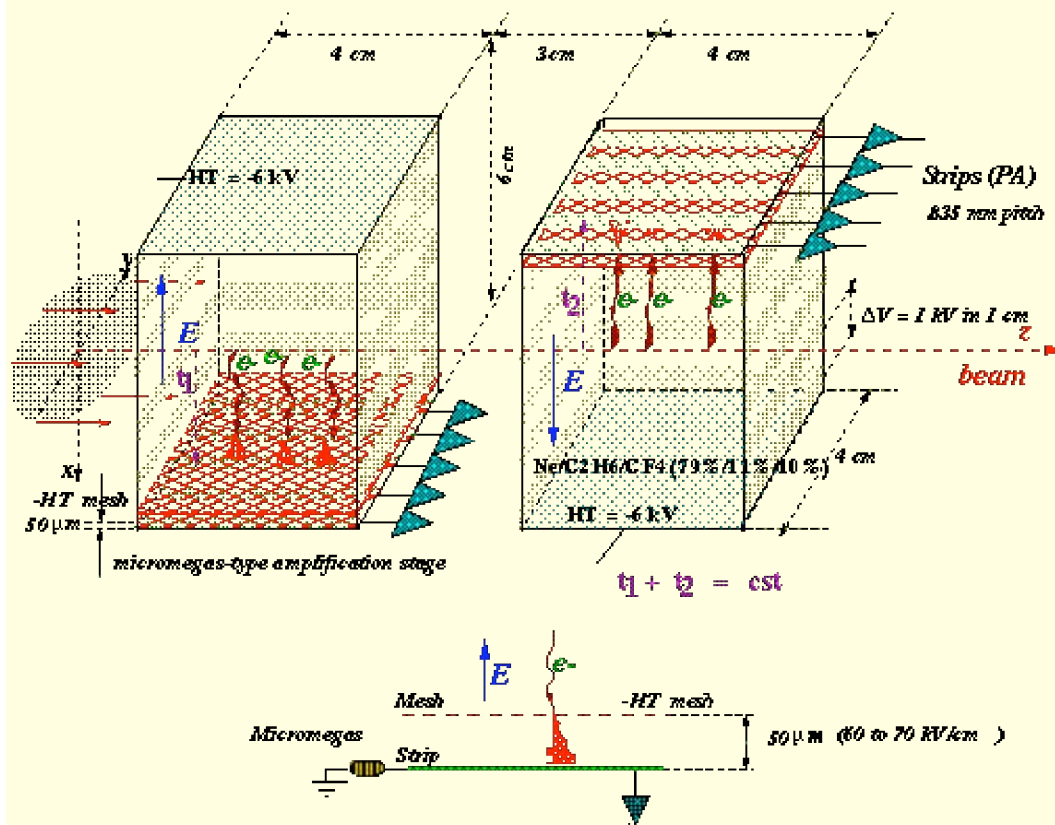 4 cm
3cm
4 cm
6 cm
HT = -6 kV
Strips (PA)
.835 mm pitch
y
E
t1
e- e- e-
t2
e- e- e-
E
ΔV = 1 kV in 1 cm
z
beam
x
-HT mesh
50 μm
Ne/C2 H6/C F4 (79%/11%/10%)
4 cm
HT = -6 kV
micromegas-type amplification stage
t1 + t2 = cst
E
e-
Mesh
-HT mesh
Micromegas
50 μm (60 to 70 kV/cm )
Strip